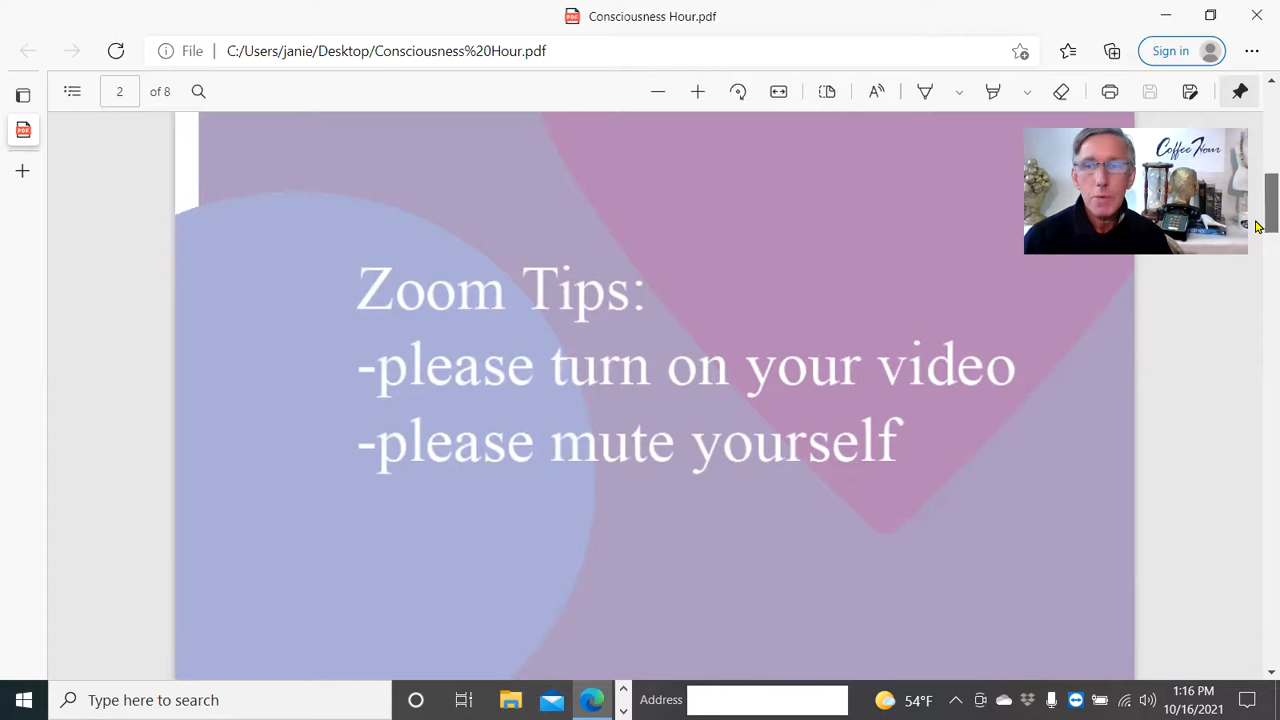 Consciousness Hour.pdf
File
C:/Users/janie/Desktop/Consciousness%20Hour.pdf
Sign in
2 of 8
Coffee Hour
Zoom Tips:
-please turn on your video
-please mute yourself
Type here to search
Address
54°F
1:16 PM
10/16/2021